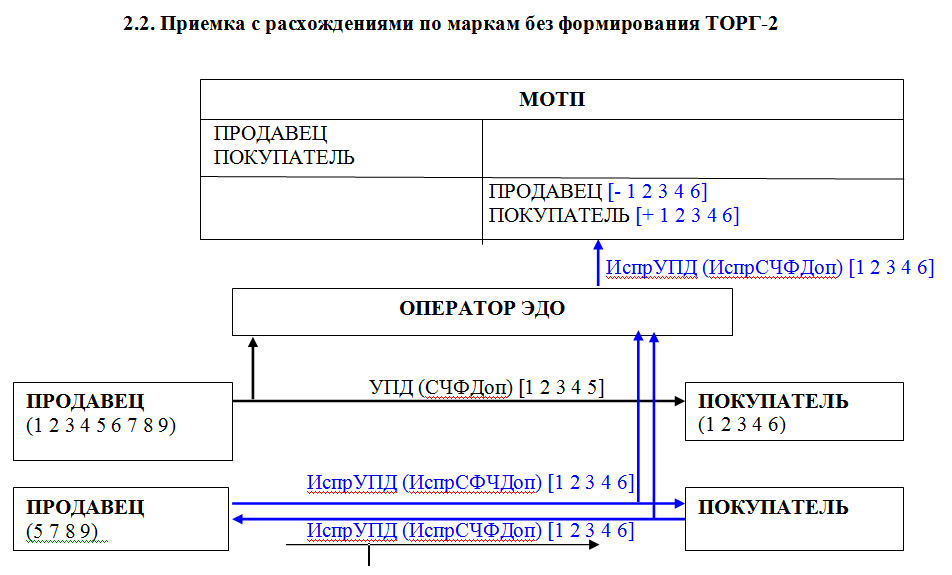 2.2. Приемка с расхождениями по маркам без формирования ТОРГ-2
МОТП
ПРОДАВЕЦ
ПОКУПАТЕЛЬ
ПРОДАВЕЦ [- 1 2 3 4 6]
ПОКУПАТЕЛЬ [+ 1 2 3 4 6]
ИспрУПД (ИспрСЧФДоп) [1 2 3 4 6]
ОПЕРАТОР ЭДО
УПД (СЧФДоп) [1 2 3 4 5]
ПРОДАВЕЦ
(1 2 3 4 5 6 7 8 9)
ПОКУПАТЕЛЬ
(1 2 3 4 6)
ИспрУПД (ИспрСФЧДоп) [1 2 3 4 6]
ПРОДАВЕЦ
(5 7 8 9)
ПОКУПАТЕЛЬ
ИспрУПД (ИспрСЧФДоп) [1 2 3 4 6]